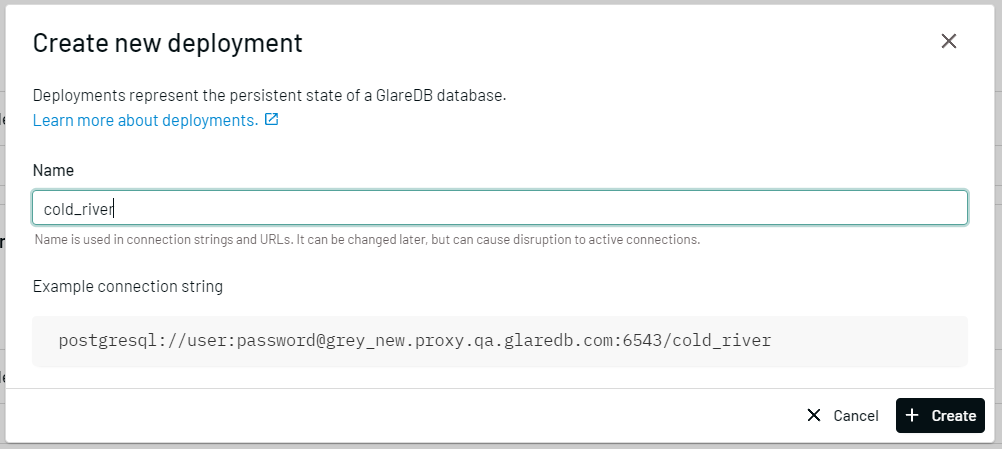 Create new deployment
Deployments represent the persistent state of a GlareDB database.
Learn more about deployments.
Name
cold_river
Name is used in connection strings and URLs. It can be changed later, but can cause disruption to active connections.
Example connection string
postgresql://user:password@grey_new.proxy.qa.glaredb.com:6543/cold_river
Cancel
Create